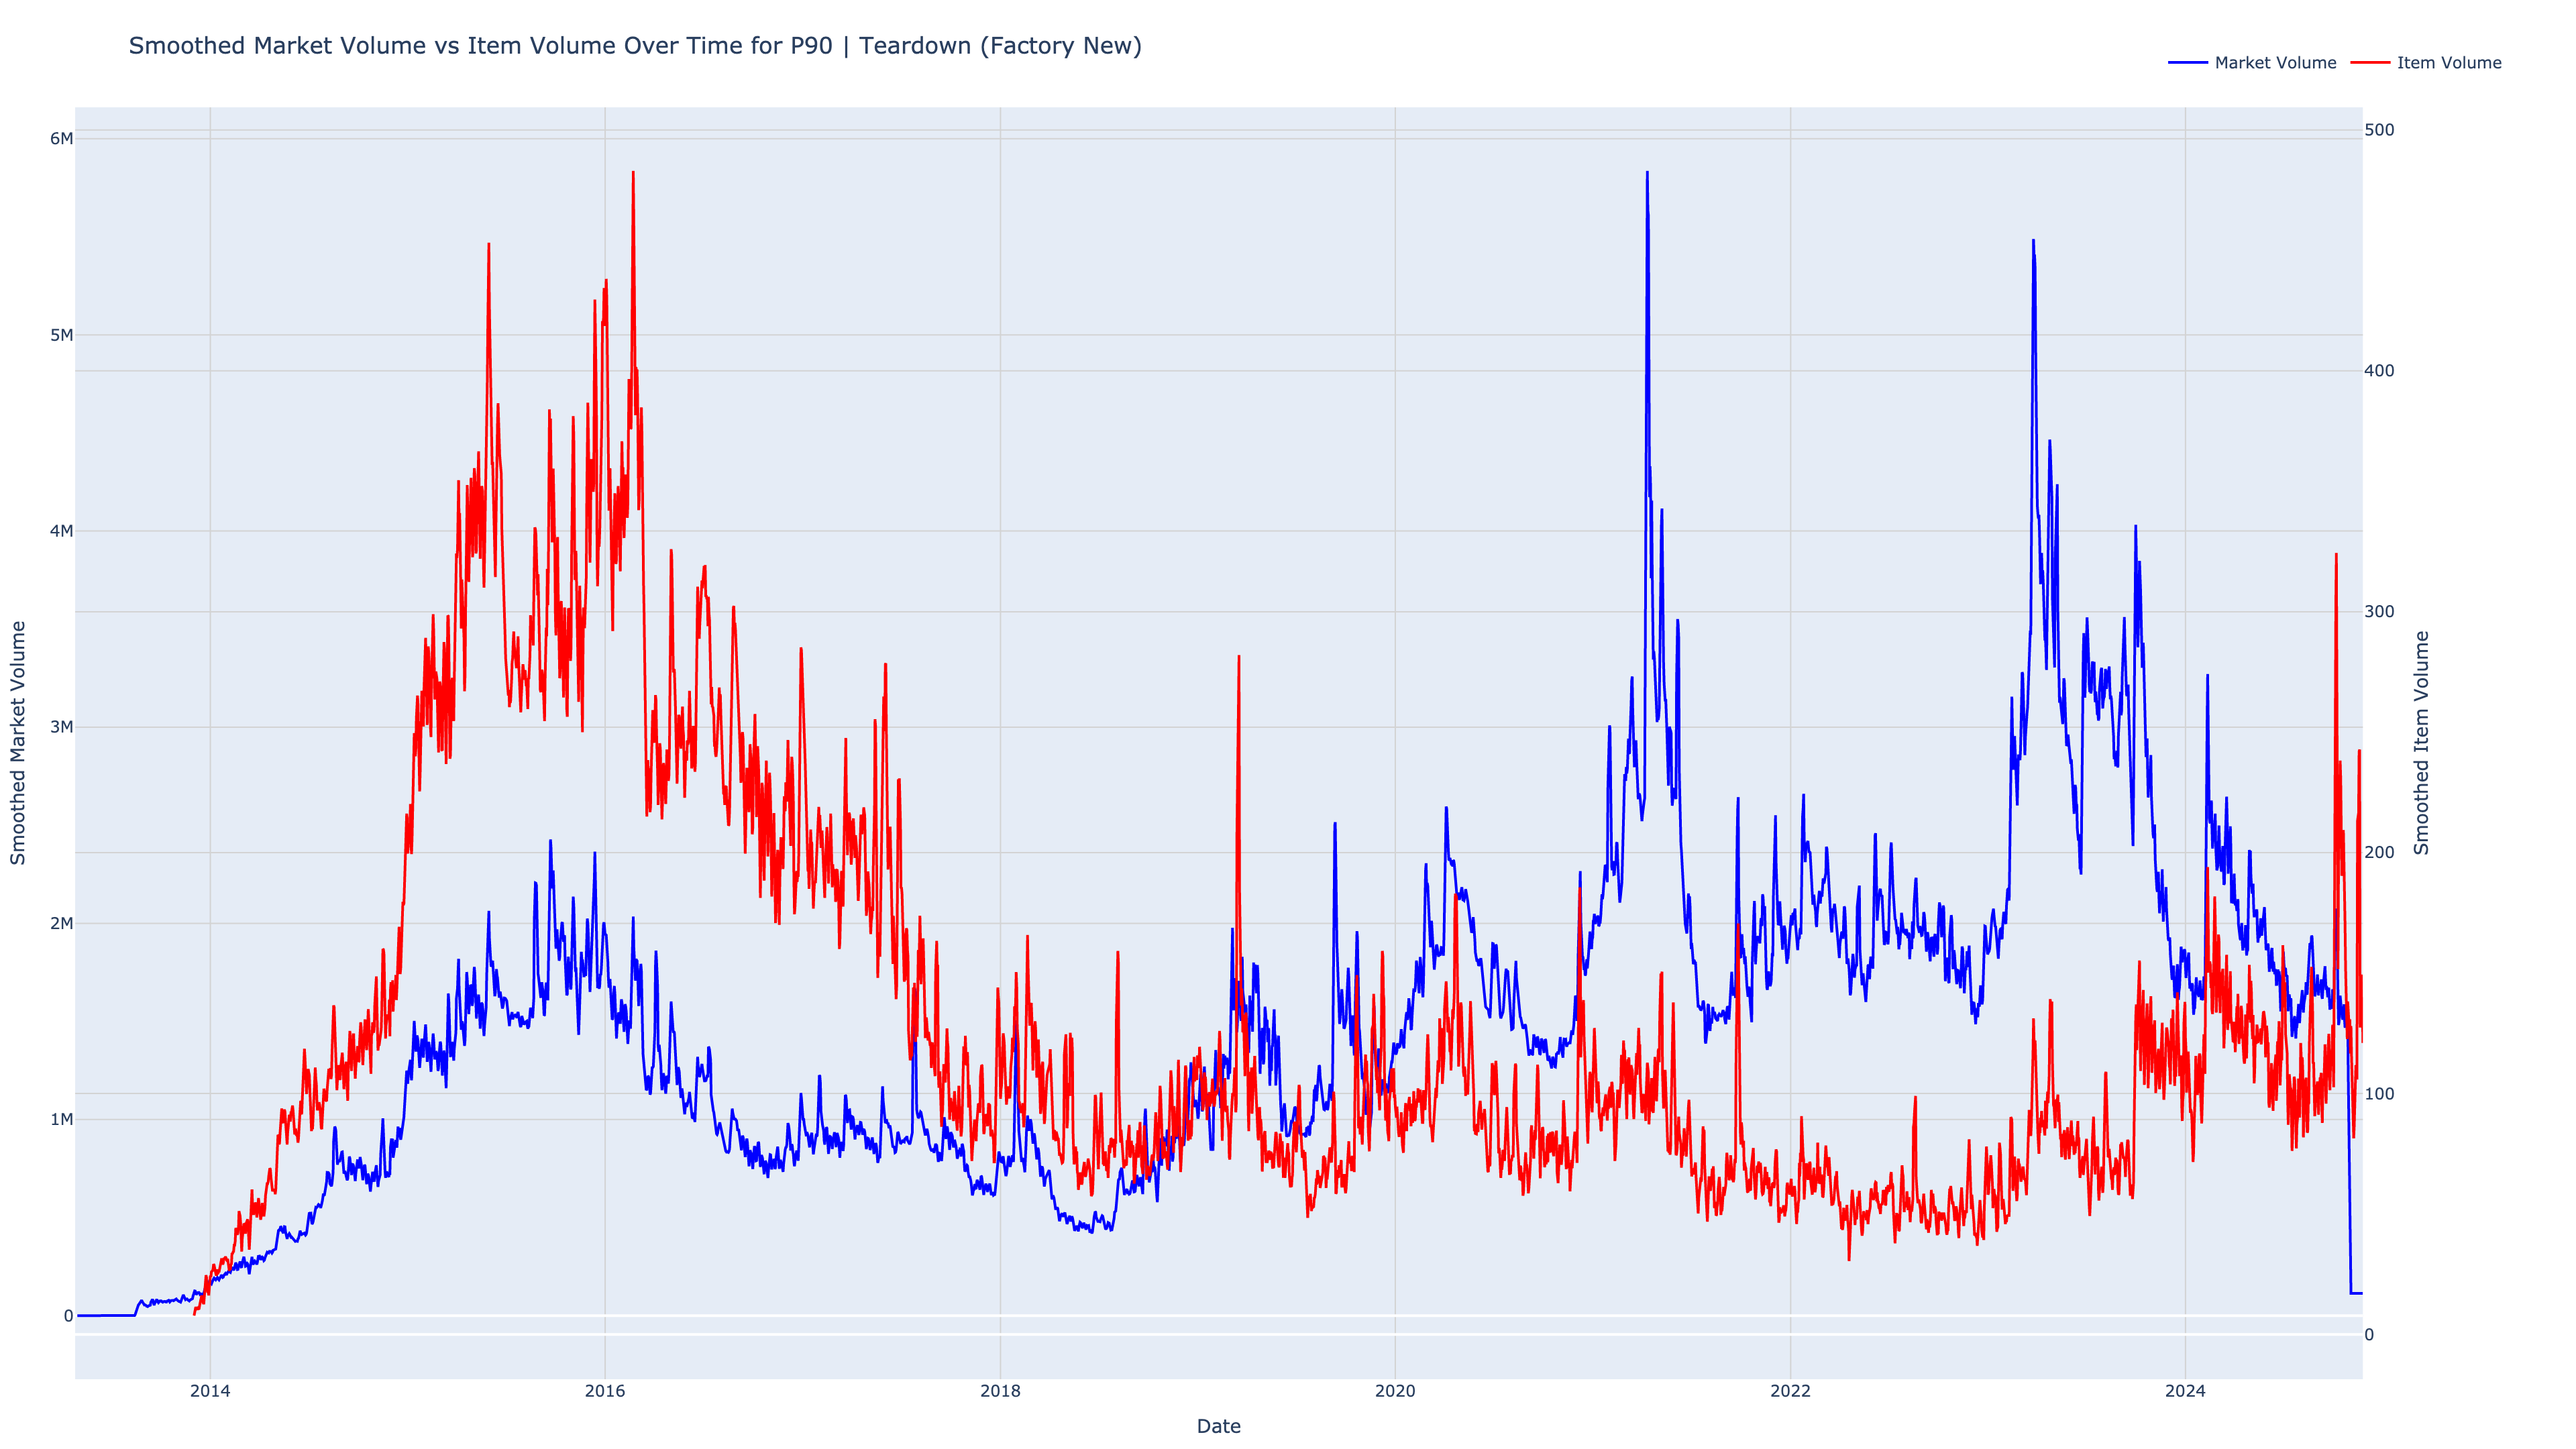 Smoothed Market Volume vs Item Volume Over Time for P90 | Teardown (Factory New)
Market Volume
Item Volume
6M
5M
4M
3M
2M
1M
0
Smoothed Market Volume
500
400
300
200
100
0
Smoothed Item Volume
2014
2016
2018
2020
2022
2024
Date